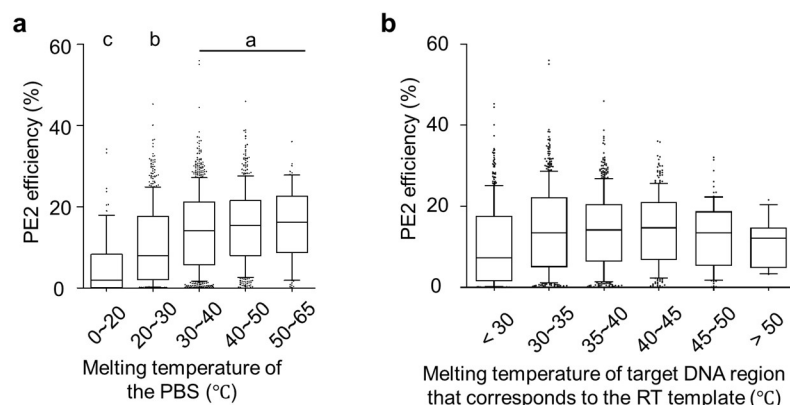 a
c b a
60
40
20
0
PE2 efficiency (%)
0~20 20~30 30~40 40~50 50~65
Melting temperature of
the PBS (℃)
b
60
40
20
0
PE2 efficiency (%)
< 30 30~35 35~40 40~45 45~50 > 50
Melting temperature of target DNA region
that corresponds to the RT template (℃)